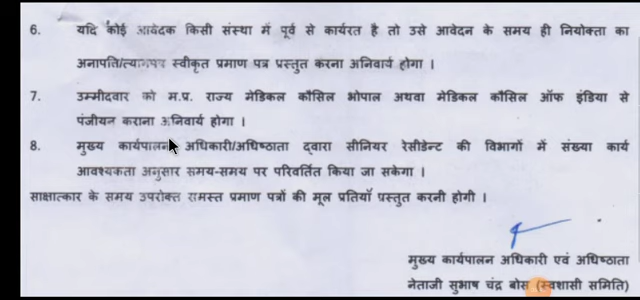 6. यदि कोई आवेदक किसी संस्था में पूर्व से कार्यरत है तो उसे आवेदन के समय ही नियोक्ता का
अनापति/त्यागपत्र स्वीकृत प्रमाण पत्र प्रस्तुत करना अनिवार्य होगा ।
7. उम्मीदवार को म.प्र. राज्य मेडिकल कौसिल भोपाल अथवा मेडिकल कौसिल ऑफ इंडिया से
पंजीयन कराना अनिवार्य होगा ।
8. मुख्य कार्यपालन अधिकारी/अधिष्ठाता द्वारा सीनियर रेसीडेन्ट की विभागों में संख्या कार्य
आवश्यकता अनुसार समय-समय पर परिवर्तित किया जा सकेगा ।
साक्षात्कार के समय उपरोक्त समस्त प्रमाण पत्रों की मूल प्रतियाँ प्रस्तुत करनी होगी ।
मुख्य कार्यपालन अधिकारी एवं अधिष्ठाता
नेताजी सुभाष चंद्र बोस (स्वशासी समिति)